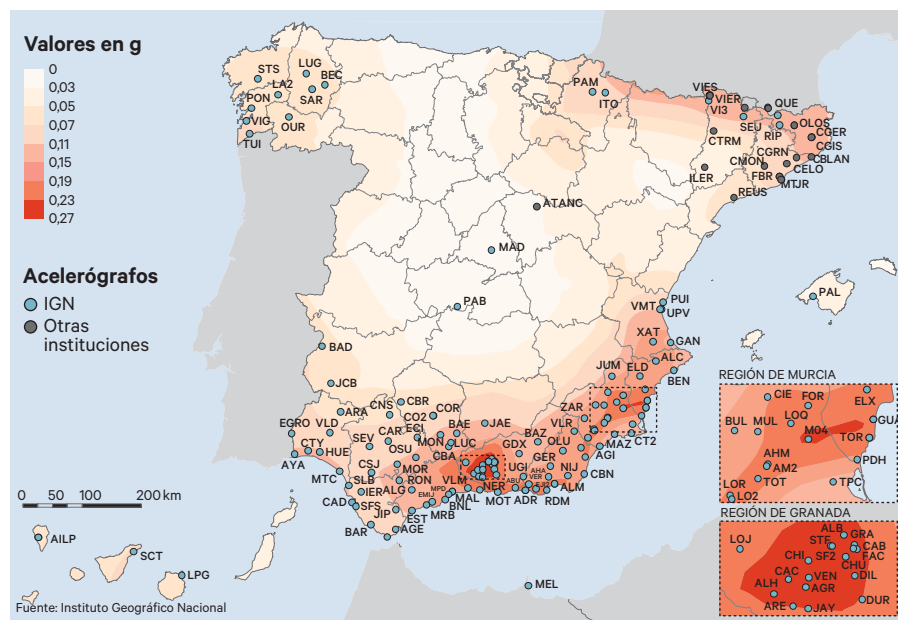 Valores en g
0
0,03
0,05
0,07
0,11
0,15
0,19
0,23
0,27
Acelerógrafos
IGN
Otras
instituciones
0 50 100 200 km
STS
LUG
BEC
LA2
PON
SAR
VIG
OUR
TUI
PAM
ITO
VIES
VIER
VI3
QUE
SEU
RIP
OLOS
CGER
CTRM
CGIS
CGRN
CMON
CBLAN
CELO
ILER
FBR
MTJR
REUS
ATANC
MAD
PAB
PAL
VMT
PUI
UPV
XAT
GAN
ALC
JUM
ELD
BEN
BAD
JCB
ARA
CNS
CBR
COR
ZAR
EGRO
VLD
CAR
ECI
CO2
BAE
JAE
VLR
CTY
SEV
MON
LUC
BAZ
OLU
MAZ
CT2
AYA
HUE
OSU
CBA
GDX
GER
AGI
MTC
CSJ
MOR
VLM
UGI
AHA
NIJ
CBN
SLB
RON
VER
IER
ALG
MPD
NER
ABU
ALM
CAD
SFS
EMIJ
MAL
MOT
ADR
RDM
JIP
EST
MRB
BNL
BAR
AGE
MEL
AILP
SCT
LPG
REGIÓN DE MURCIA
CIE
FOR
ELX
BUL
MUL
LOQ
GUA
M04
TOR
AHM
AM2
PDH
LOR
TOT
TPC
LO2
REGIÓN DE GRANADA
LOJ
ALB
GRA
STF
CAB
CHI
SF2
FAC
CHU
CAC
VEN
DIL
ALH
AGR
ARE
JAY
DUR
Fuente: Instituto Geográfico Nacional